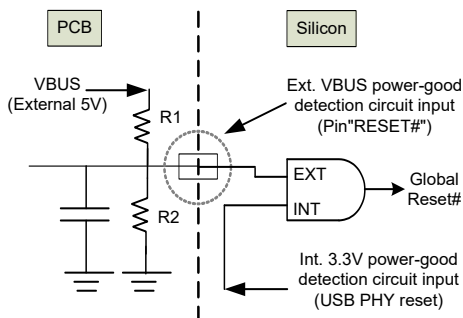 PCB
Silicon
VBUS
(External 5V)
R1
Ext. VBUS power-good
detection circuit input
(Pin"RESET#")
EXT
INT
Global
Reset#
R2
Int. 3.3V power-good
detection circuit input
(USB PHY reset)